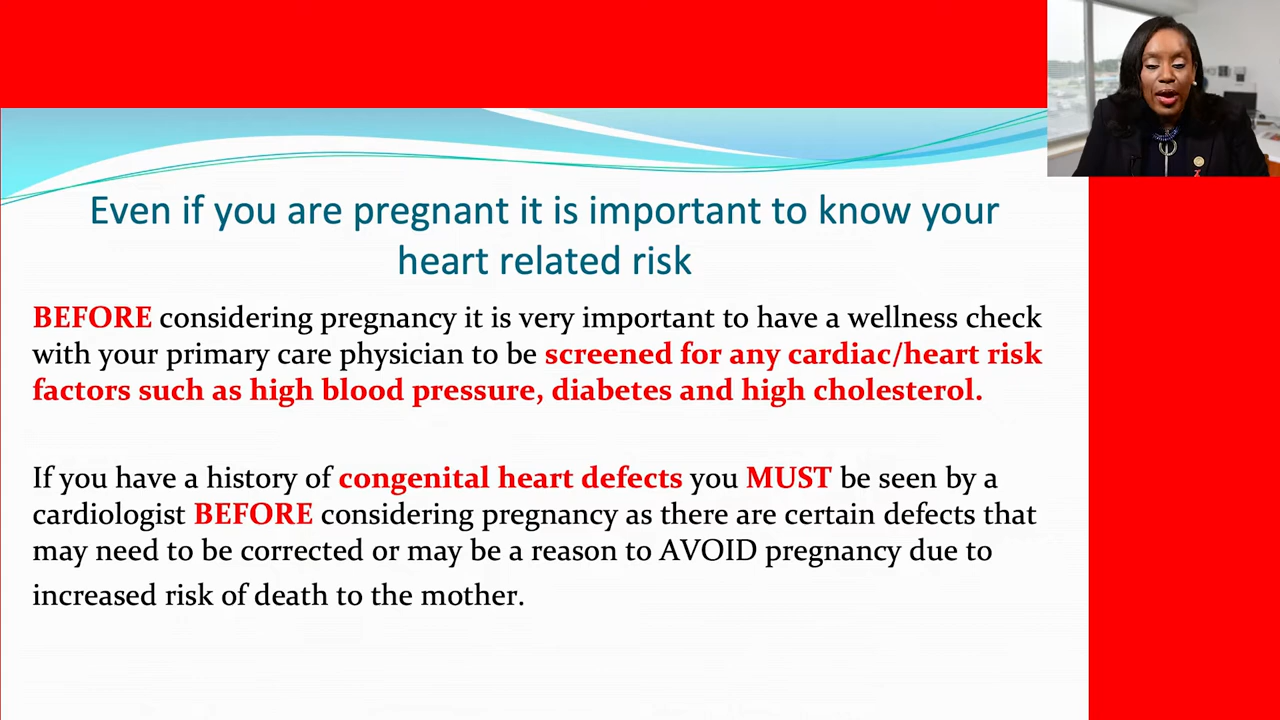 Even if you are pregnant it is important to know your
heart related risk
BEFORE considering pregnancy it is very important to have a wellness check
with your primary care physician to be screened for any cardiac/heart risk
factors such as high blood pressure, diabetes and high cholesterol.
If you have a history of congenital heart defects you MUST be seen by a
cardiologist BEFORE considering pregnancy as there are certain defects that
may need to be corrected or may be a reason to AVOID pregnancy due to
increased risk of death to the mother.